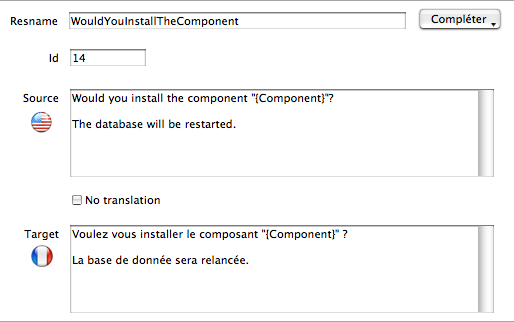 Resname WouldYouInstallTheComponent Compléter
Id 14
Source Would you install the component "{Component}"?
The database will be restarted.
No translation
Target Voulez vous installer le composant "{Component}" ?
La base de donnée sera relancée.